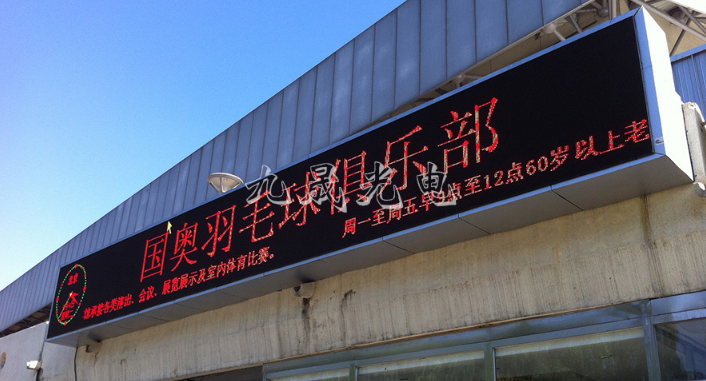 国奥羽毛球俱乐部
周一至周五早9点至12点60岁以上老
承接各类演出、会议、展览展示及室内体育比赛。
九晟光电